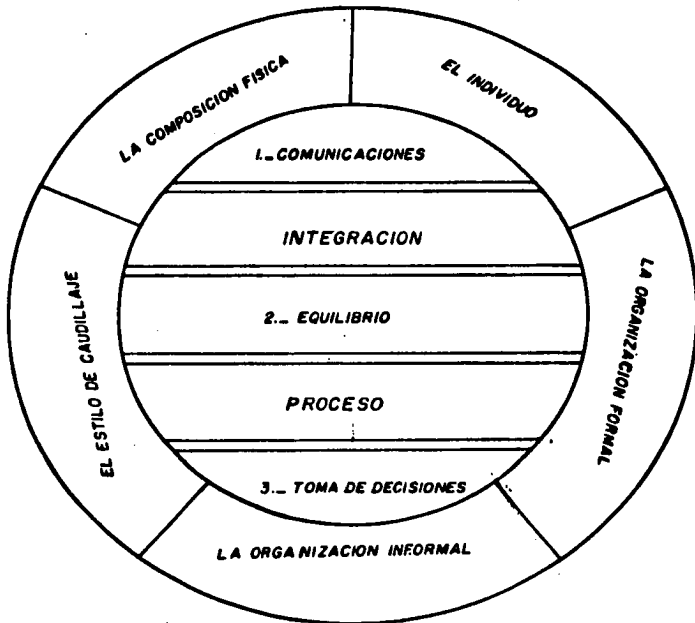 LA COMPOSICION FISICA
EL INDIVIDUO
1._ COMUNICACIONES
INTEGRACION
2._ EQUILIBRIO
PROCESO
3._ TOMA DE DECISIONES
EL ESTILO DE CAUDILLAJE
LA ORGANIZACION FORMAL
LA ORGANIZACION INFORMAL